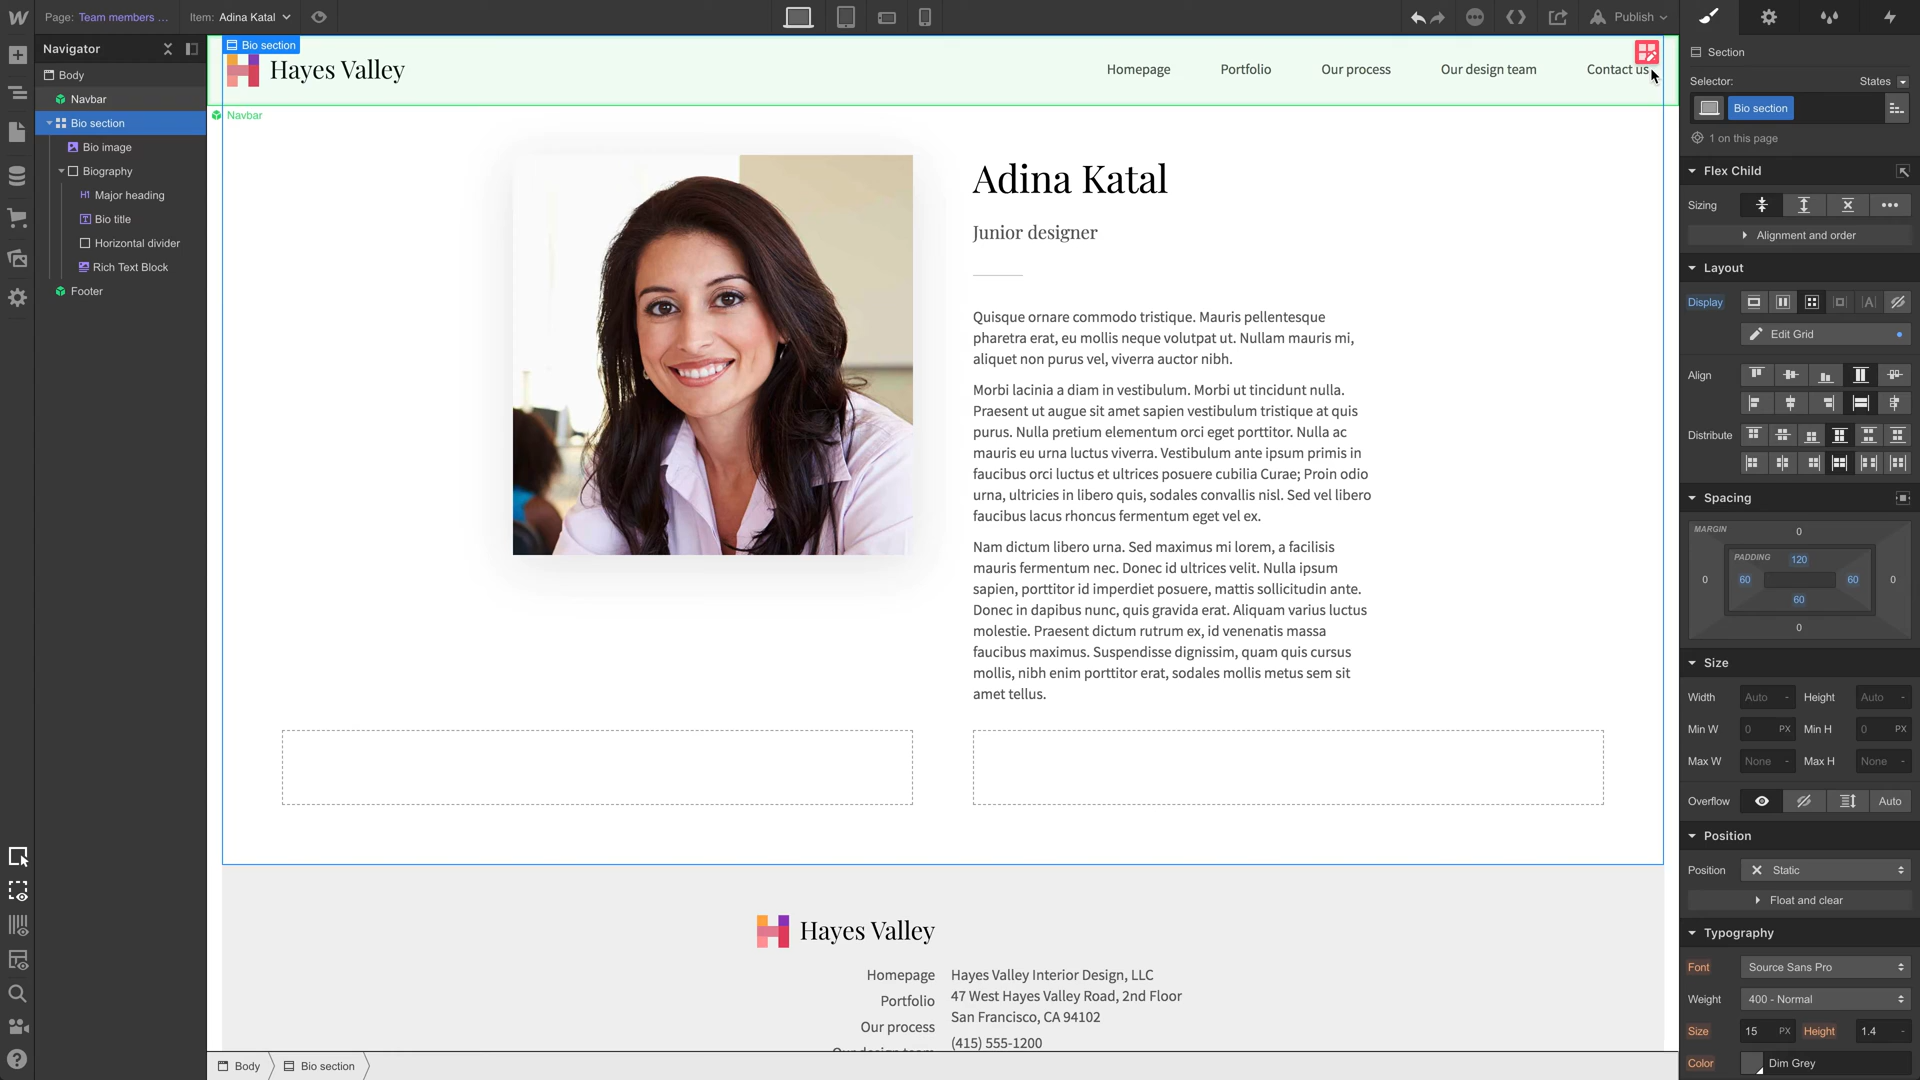 Page: Team members ...
Item: Adina Katal
Publish
Navigator
Body
Navbar
Bio section
Bio image
Biography
H1 Major heading
Bio title
Horizontal divider
Rich Text Block
Footer
Bio section
Hayes Valley
Homepage
Portfolio
Our process
Our design team
Contact us
Navbar
Adina Katal
Junior designer
Quisque ornare commodo tristique. Mauris pellentesque
pharetra erat, eu mollis neque volutpat ut. Nullam mauris mi,
aliquet non purus vel, viverra auctor nibh.
Morbi lacinia a diam in vestibulum. Morbi ut tincidunt nulla.
Praesent ut augue sit amet sapien vestibulum tristique at quis
purus. Nulla pretium elementum orci eget porttitor. Nulla ac
mauris eu urna luctus viverra. Vestibulum ante ipsum primis in
faucibus orci luctus et ultrices posuere cubilia Curae; Proin odio
urna, ultricies in libero quis, sodales convallis nisl. Sed vel libero
faucibus lacus rhoncus fermentum eget vel ex.
Nam dictum libero urna. Sed maximus mi lorem, a facilisis
mauris fermentum nec. Donec id ultrices velit. Nulla ipsum
sapien, porttitor id imperdiet posuere, mattis sollicitudin ante.
Donec in dapibus nunc, quis gravida erat. Aliquam varius luctus
molestie. Praesent dictum rutrum ex, id venenatis massa
faucibus maximus. Suspendisse dignissim, quam quis cursus
mollis, nibh enim porttitor erat, sodales mollis metus sem sit
amet tellus.
Hayes Valley
Homepage
Portfolio
Our process
Our design team
Hayes Valley Interior Design, LLC
47 West Hayes Valley Road, 2nd Floor
San Francisco, CA 94102
(415) 555-1200
Body
Bio section
Section
Selector:
States
Bio section
1 on this page
Flex Child
Sizing
Alignment and order
Layout
Display
Edit Grid
Align
Distribute
Spacing
MARGIN
0
PADDING
120
0
60
60
0
60
0
Size
Width Auto -
Height Auto -
Min W 0 PX
Min H 0 PX
Max W None -
Max H None -
Overflow
Auto
Position
Position
Static
Float and clear
Typography
Font
Source Sans Pro
Weight
400 - Normal
Size 15 PX
Height 1.4 -
Color
Dim Grey